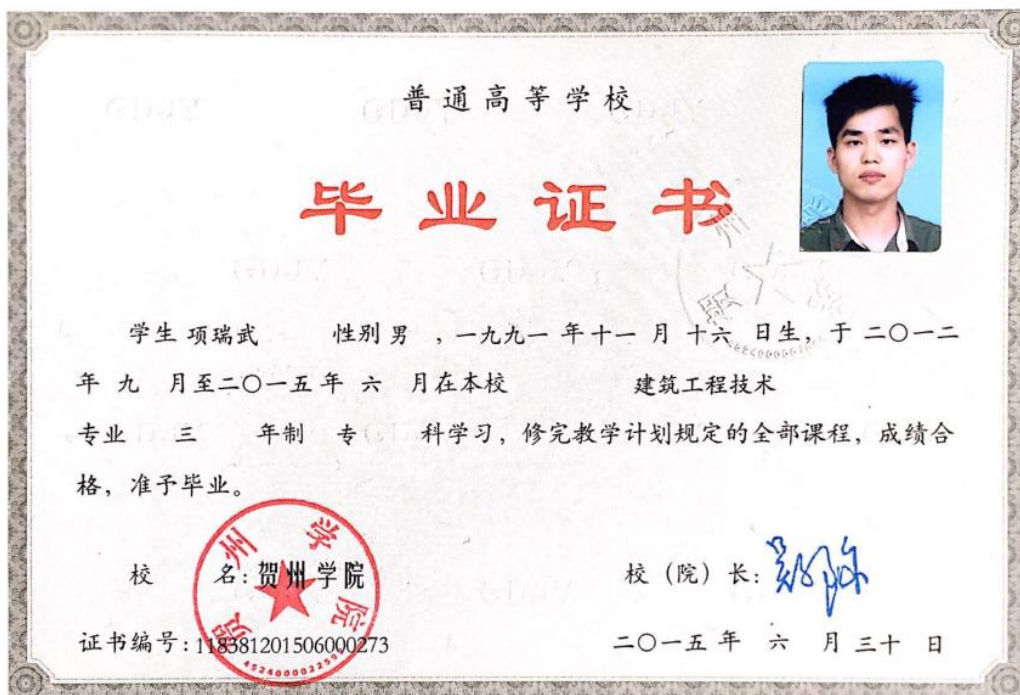 普通高等学校
毕业证书
学生 项瑞武 性别 男 ，一九九一 年 十一 月 十六 日生，于 二〇一二
年 九 月至 二〇一五 年 六 月在本校 建筑工程技术
专业 三 年制 专 科学习，修完教学计划规定的全部课程，成绩合
格，准予毕业。
校 名：贺州学院
校（院）长：
证书编号：118381201506000273
二〇一五 年 六 月 三十 日
贺州学院